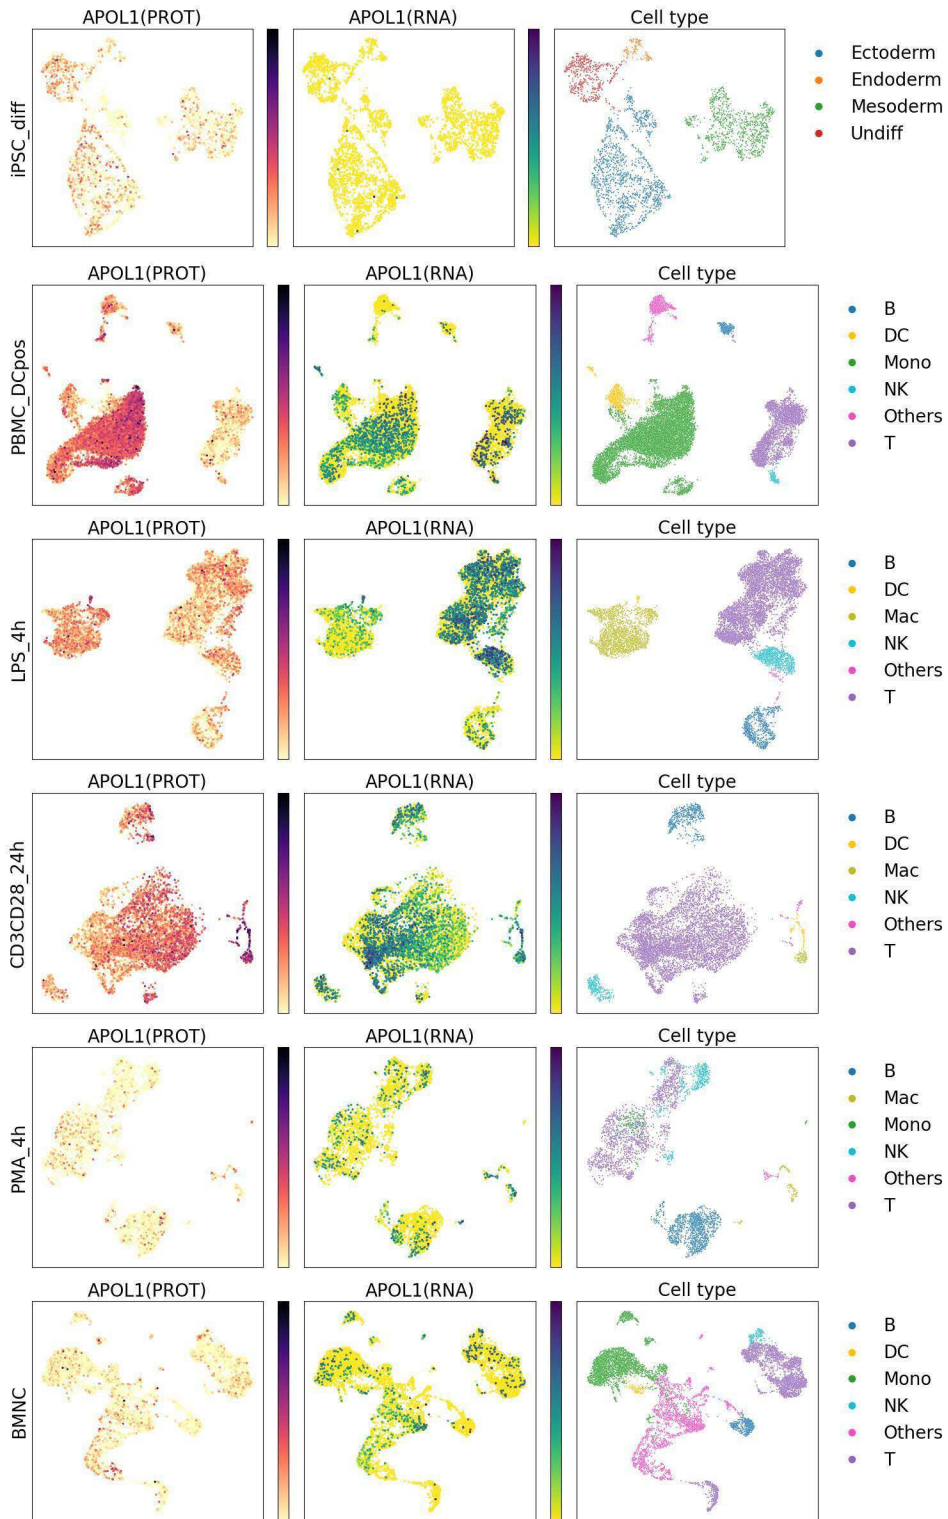 APOL1(PROT)
APOL1(RNA)
Cell type
iPSC_diff
Ectoderm
Endoderm
Mesoderm
Undiff
APOL1(PROT)
APOL1(RNA)
Cell type
PBMC_DCpos
B
DC
Mono
NK
Others
T
APOL1(PROT)
APOL1(RNA)
Cell type
LPS_4h
B
DC
Mac
NK
Others
T
APOL1(PROT)
APOL1(RNA)
Cell type
CD3CD28_24h
B
DC
Mac
NK
Others
T
APOL1(PROT)
APOL1(RNA)
Cell type
PMA_4h
B
Mac
Mono
NK
Others
T
APOL1(PROT)
APOL1(RNA)
Cell type
BMNC
B
DC
Mono
NK
Others
T